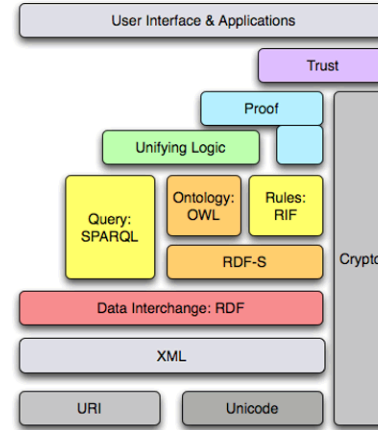 User Interface & Applications
Trust
Proof
Unifying Logic
Query:
SPARQL
Ontology:
OWL
Rules:
RIF
RDF-S
Crypto
Data Interchange: RDF
XML
URI
Unicode